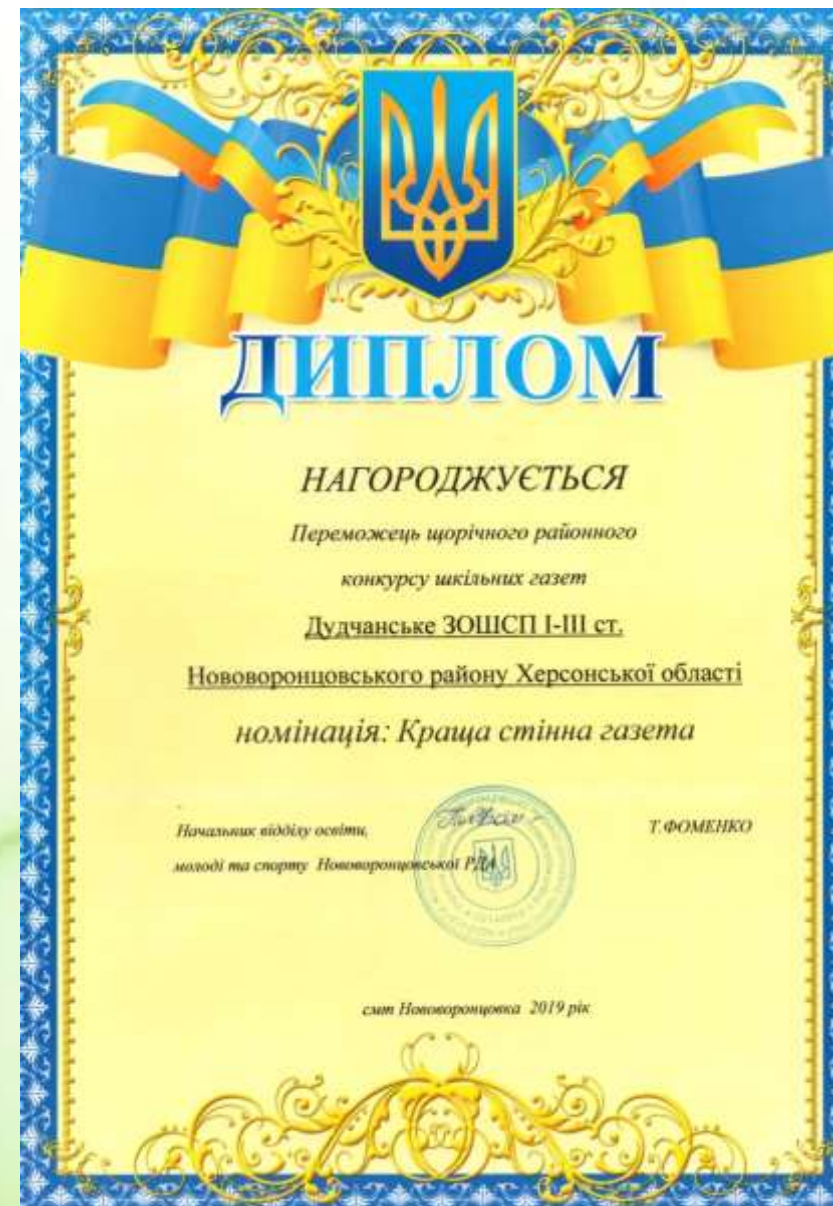 ДИПЛОМ
НАГОРОДЖУЄТЬСЯ
Переможець щорічного районного
конкурсу шкільних газет
Дудчанське ЗОШСП І-ІІІ ст.
Нововоронцовського району Херсонської області
номінація: Краща стінна газета
Начальник відділу освіти,
молоді та спорту Нововоронцовської РДА
Т.ФОМЕНКО
смт Нововоронцовка 2019 рік